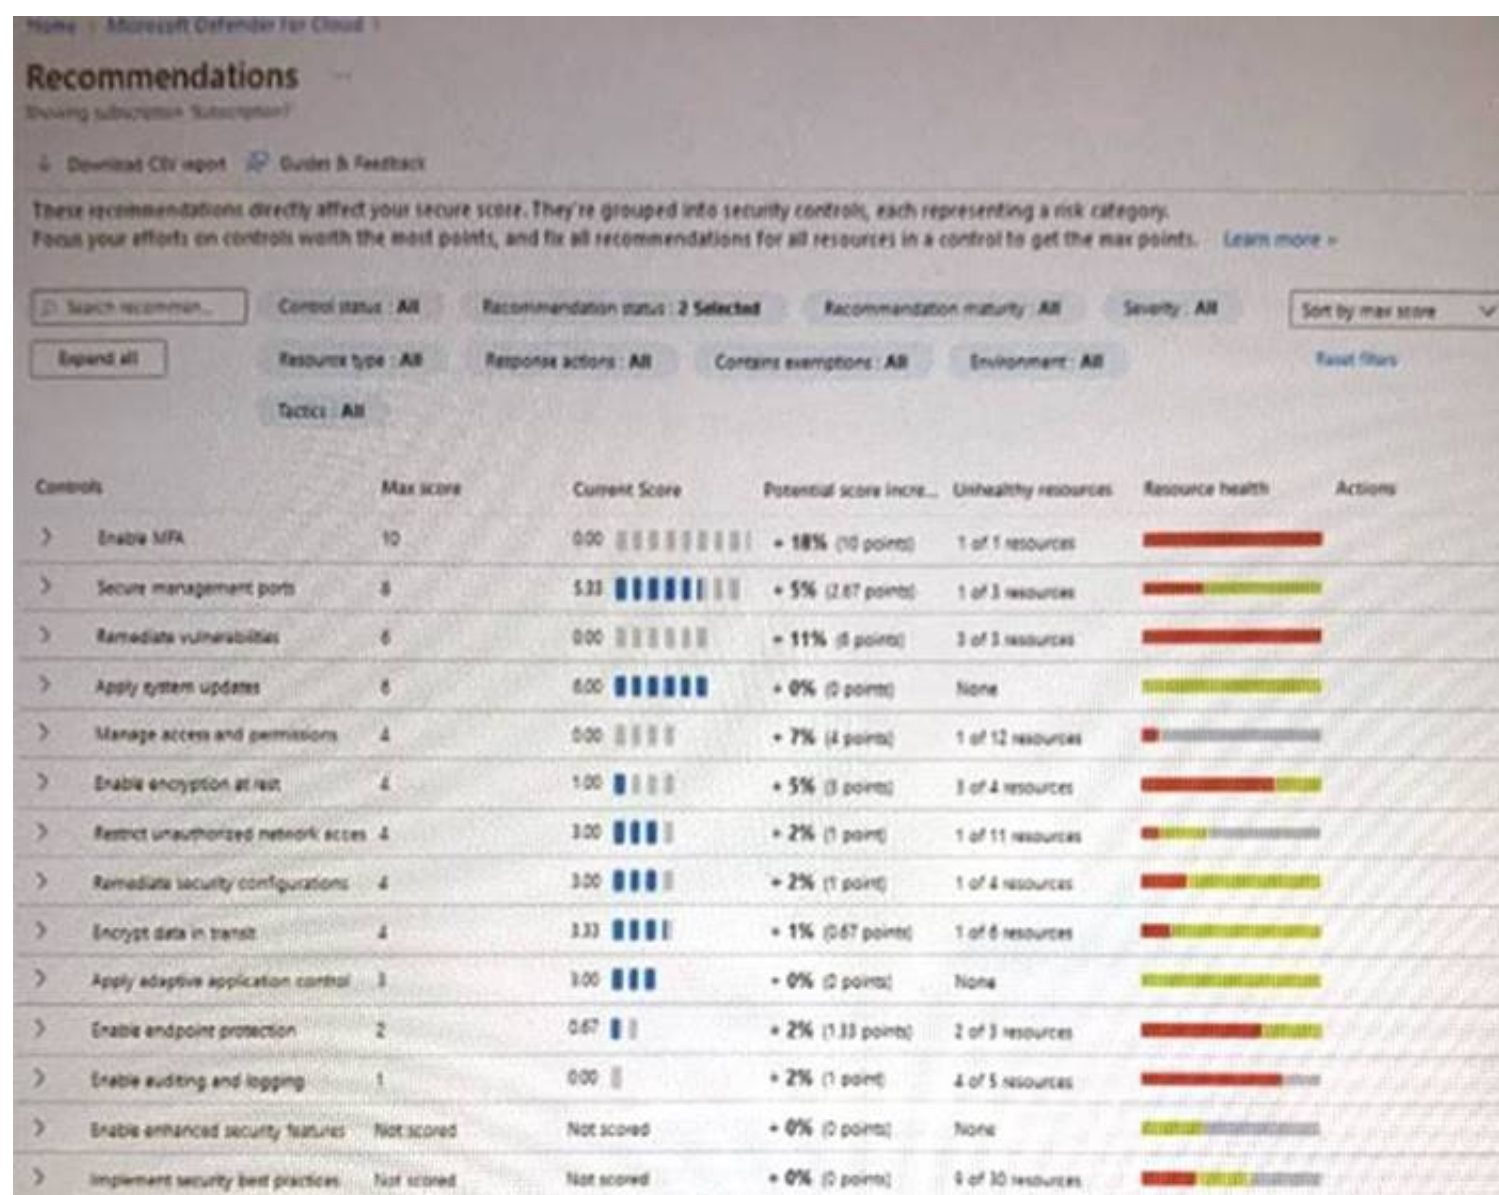 Home > Microsoft Defender for Cloud >
Recommendations ...
Showing subscription 'Subscription1'
Download CSV report Guides & Feedback
These recommendations directly affect your secure score. They're grouped into security controls, each representing a risk category.
Focus your efforts on controls worth the most points, and fix all recommendations for all resources in a control to get the max points. Learn more >
Search recommen... Control status : All Recommendation status : 2 Selected Recommendation maturity : All Severity : All Sort by max score
Expand all Resource type : All Response actions : All Contains exemptions : All Environment : All Reset filters
Tactics : All
Controls Max score Current Score Potential score incre... Unhealthy resources Resource health Actions
Enable MFA 10 0.00 + 18% (10 points) 1 of 1 resources
Secure management ports 8 5.33 + 5% (2.67 points) 1 of 3 resources
Remediate vulnerabilities 6 0.00 + 11% (6 points) 3 of 3 resources
Apply system updates 6 6.00 + 0% (0 points) None
Manage access and permissions 4 0.00 + 7% (4 points) 1 of 12 resources
Enable encryption at rest 4 1.00 + 5% (3 points) 3 of 4 resources
Restrict unauthorized network acces 4 3.00 + 2% (1 point) 1 of 11 resources
Remediate security configurations 4 3.00 + 2% (1 point) 1 of 4 resources
Encrypt data in transit 4 3.33 + 1% (0.67 points) 1 of 6 resources
Apply adaptive application control 3 3.00 + 0% (0 points) None
Enable endpoint protection 2 0.67 + 2% (1.33 points) 2 of 3 resources
Enable auditing and logging 1 0.00 + 2% (1 point) 4 of 5 resources
Enable enhanced security features Not scored Not scored + 0% (0 points) None
Implement security best practices Not scored Not scored + 0% (0 points) 9 of 30 resources